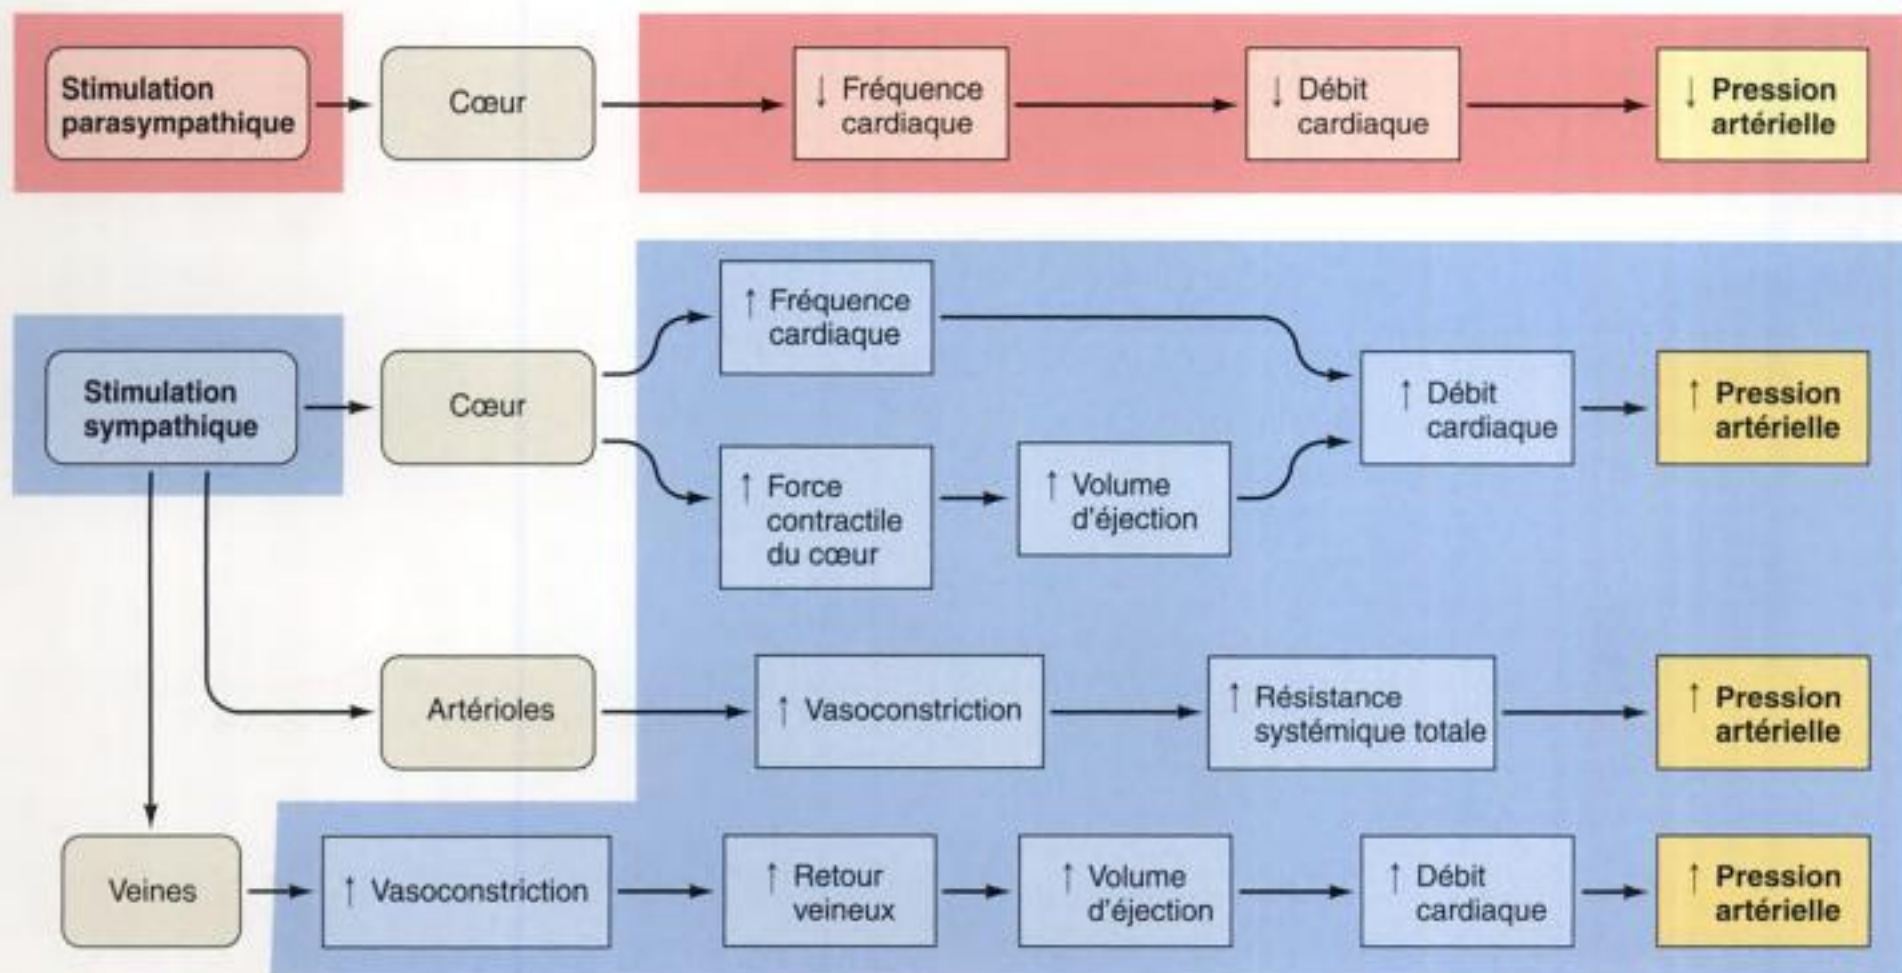 Stimulation
parasympathique
Cœur
↓ Fréquence
cardiaque
↓ Débit
cardiaque
↓ Pression
artérielle
Stimulation
sympathique
Cœur
↑ Fréquence
cardiaque
↑ Force
contractile
du cœur
↑ Volume
d'éjection
↑ Débit
cardiaque
↑ Pression
artérielle
Artérioles
↑ Vasoconstriction
↑ Résistance
systémique totale
↑ Pression
artérielle
Veines
↑ Vasoconstriction
↑ Retour
veineux
↑ Volume
d'éjection
↑ Débit
cardiaque
↑ Pression
artérielle